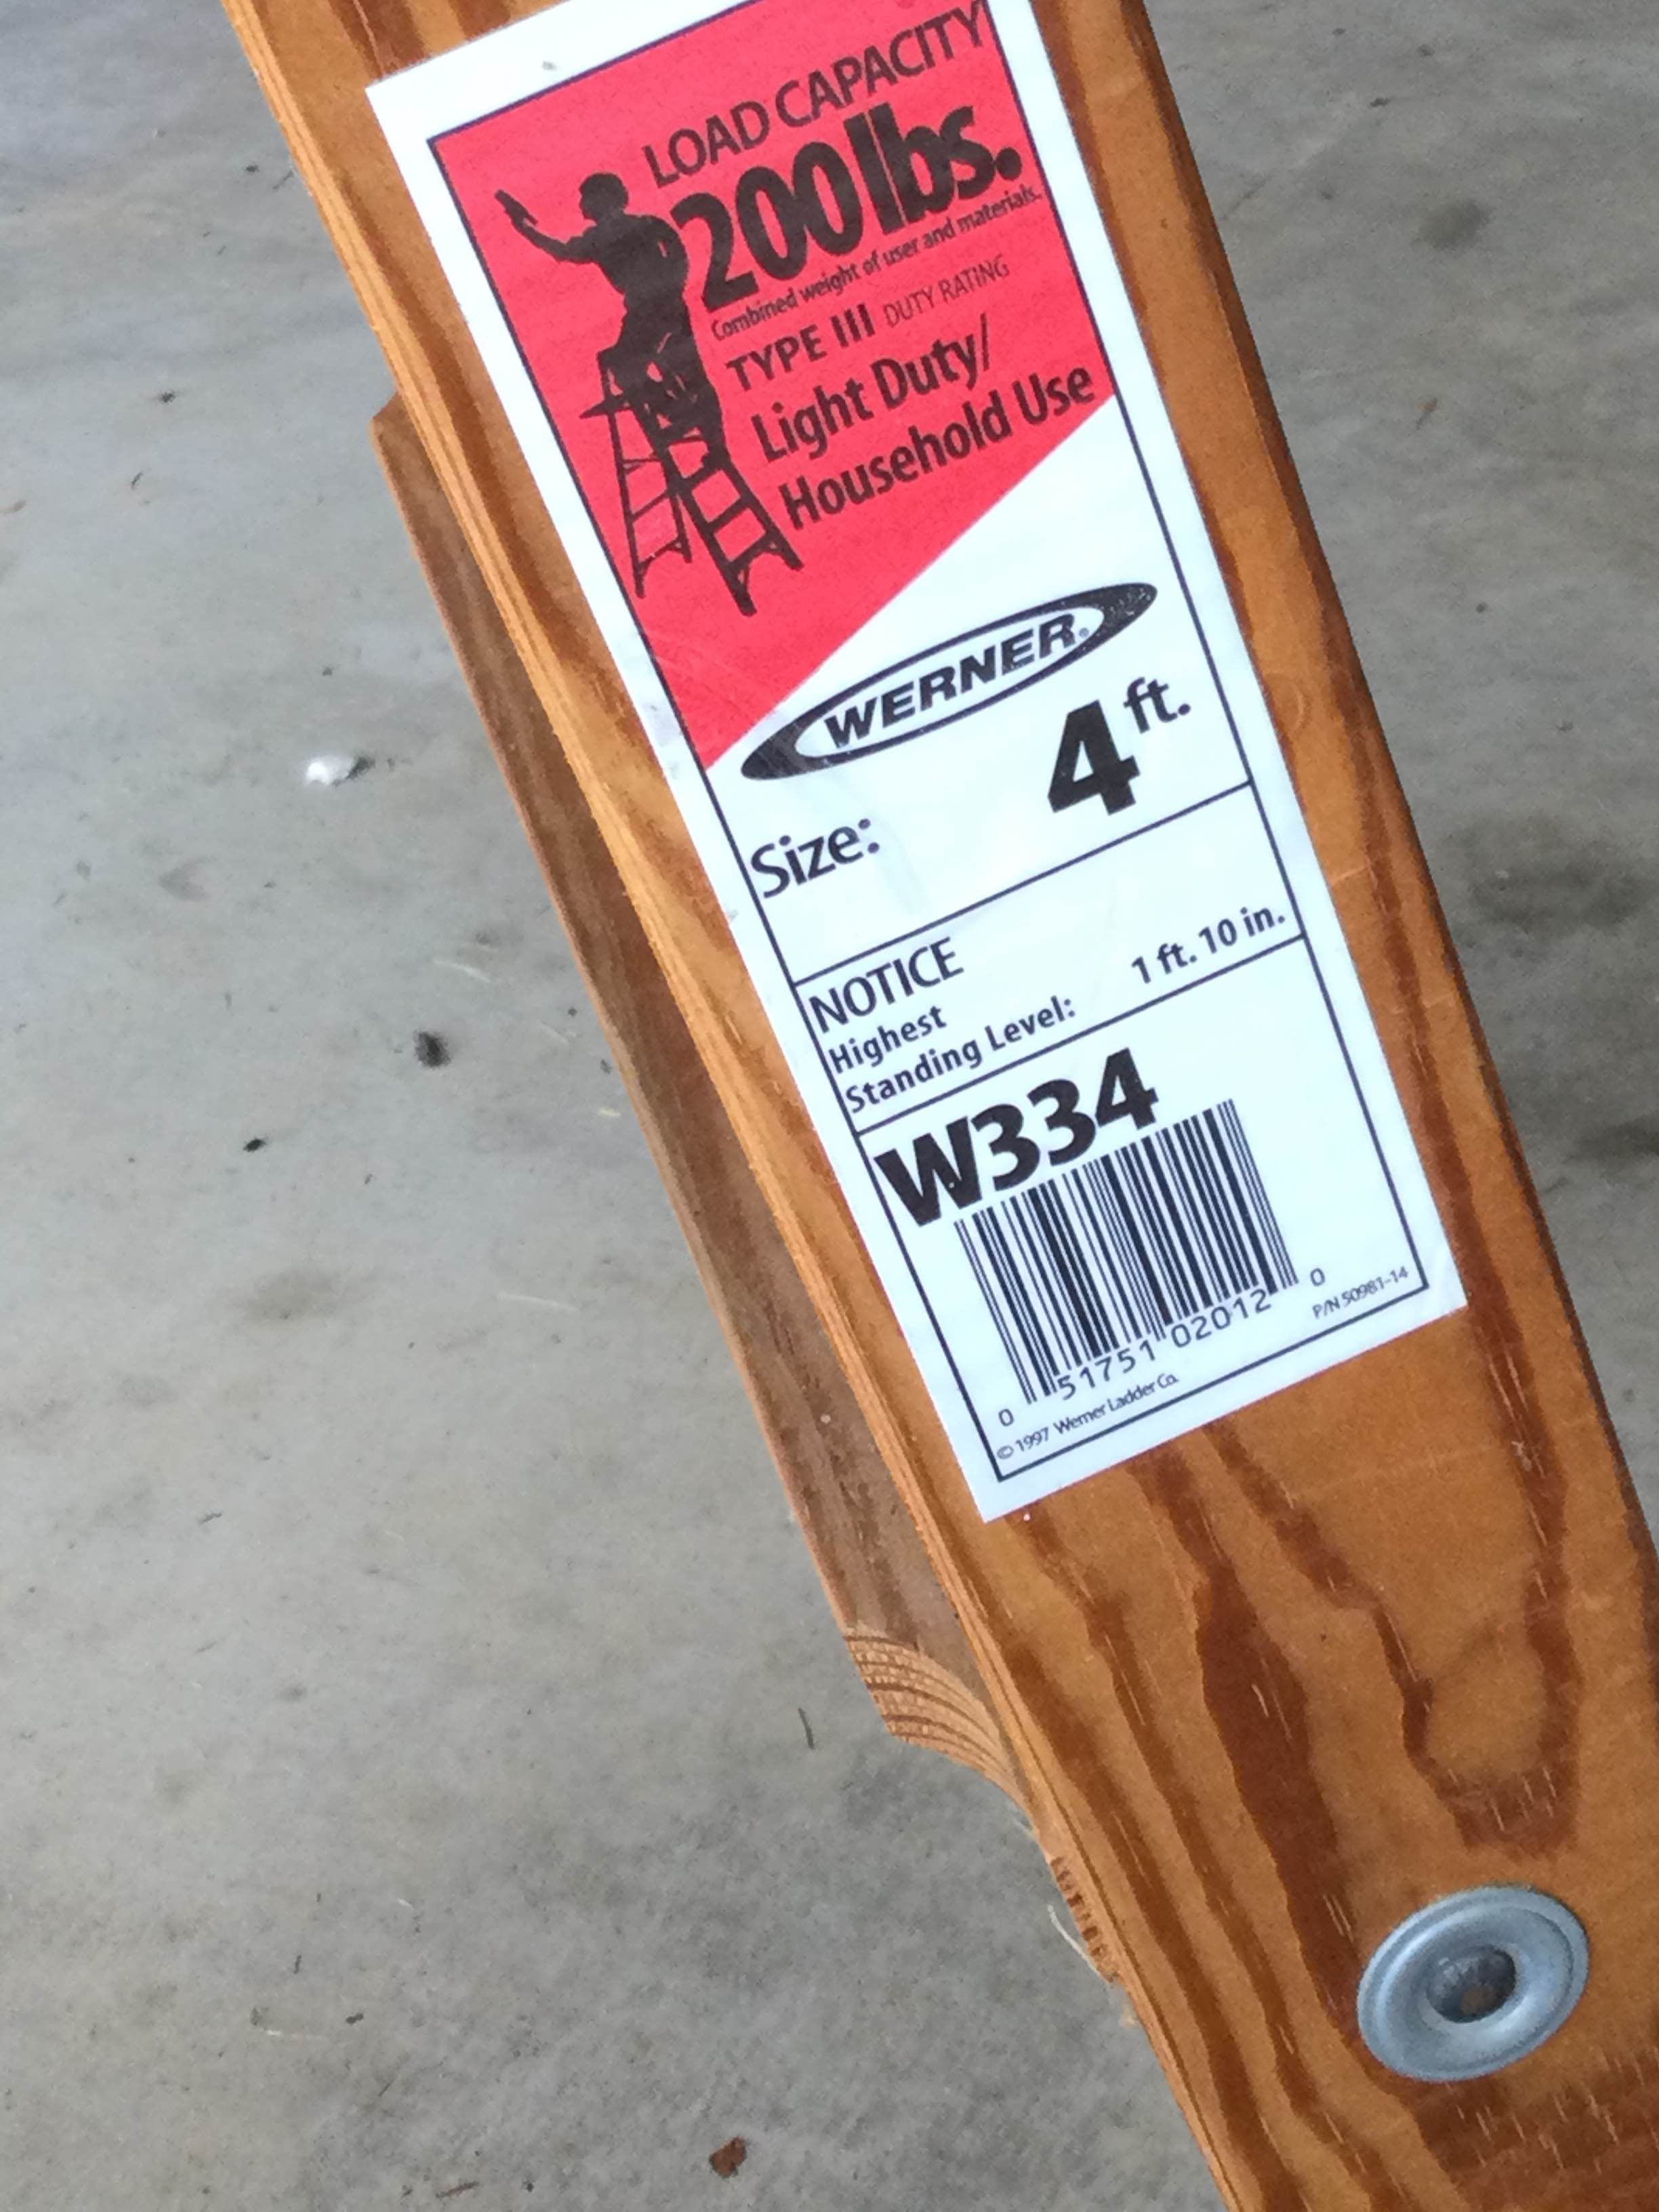 LOAD CAPACITY
200 lbs.
Combined weight of user and materials.
TYPE III DUTY RATING
Light Duty/
Household Use
WERNER®
Size: 4 ft.
NOTICE
Highest
Standing Level: 1 ft. 10 in.
W334
0 51751 02012 0
© 1997 Werner Ladder Co. P/N 50981-14